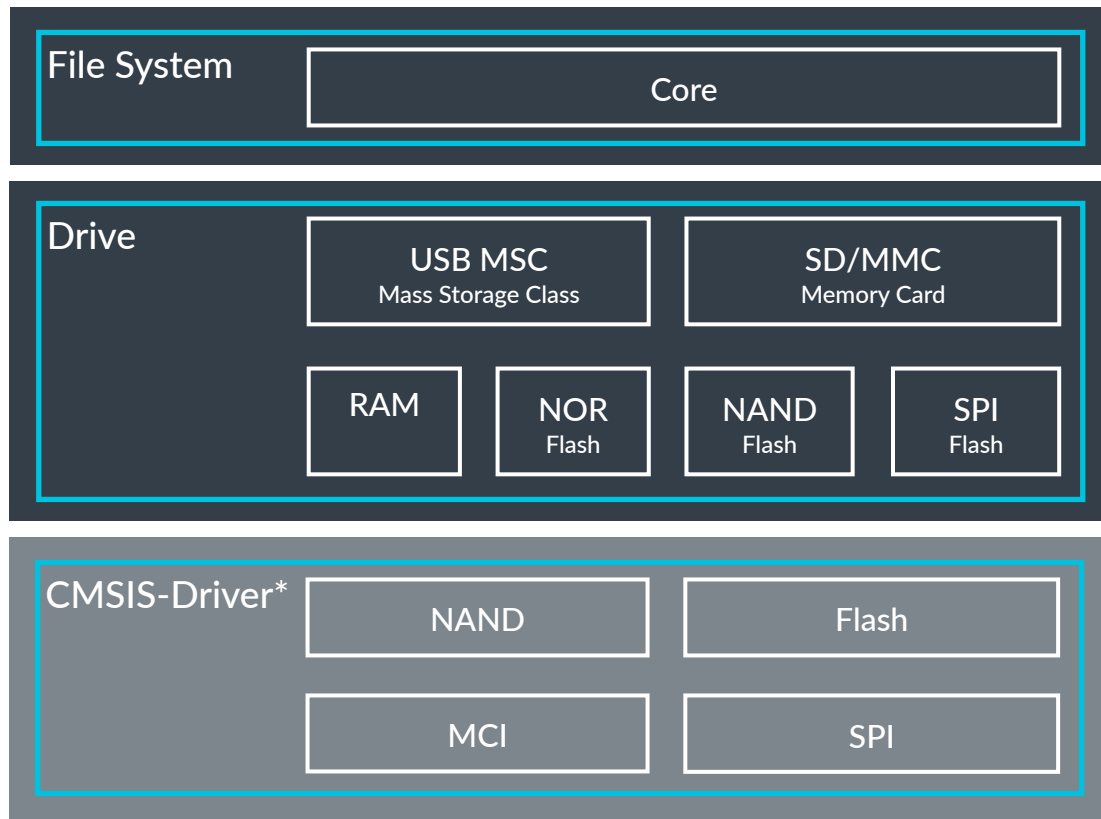 File System
Core
Drive
USB MSC
Mass Storage Class
SD/MMC
Memory Card
RAM
NOR
Flash
NAND
Flash
SPI
Flash
CMSIS-Driver*
NAND
Flash
MCI
SPI